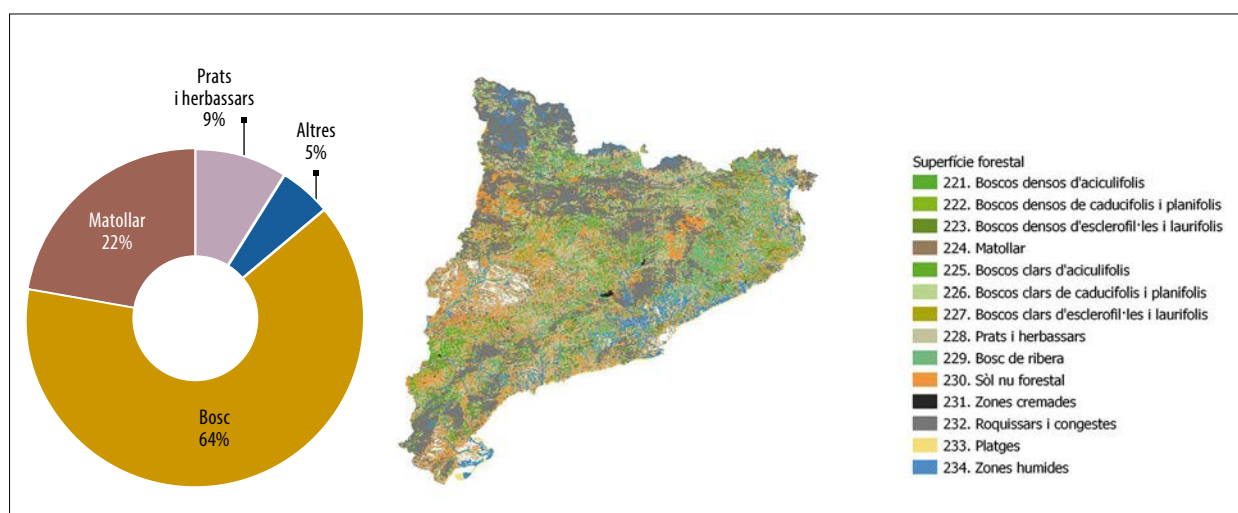 Prats
i herbassars
9%
Altres
5%
Matollar
22%
Bosc
64%
Superfície forestal
221. Boscos densos d'aciculifolis
222. Boscos densos de caducifolis i planifolis
223. Boscos densos d'esclerofil·les i laurifolis
224. Matollar
225. Boscos clars d'aciculifolis
226. Boscos clars de caducifolis i planifolis
227. Boscos clars d'esclerofil·les i laurifolis
228. Prats i herbassars
229. Bosc de ribera
230. Sòl nu forestal
231. Zones cremades
232. Roquissars i congestes
233. Platges
234. Zones humides